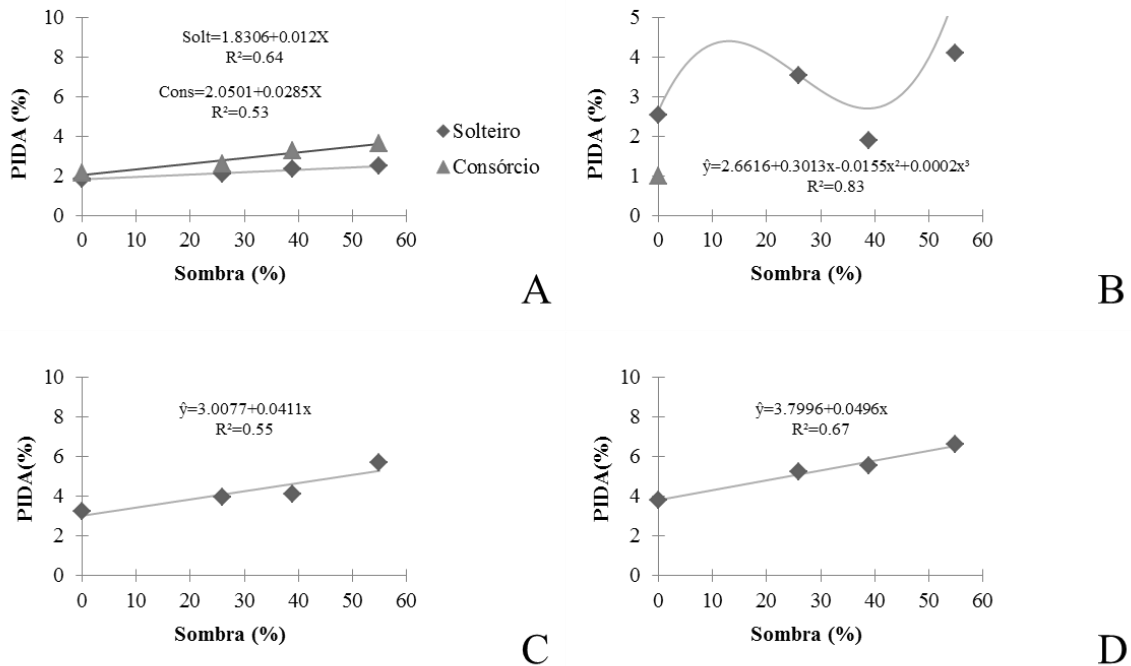 10
8
6
4
2
0
PIDA (%)
Solt=1.8306+0.012X
R²=0.64
Cons=2.0501+0.0285X
R²=0.53
Solteiro
Consórcio
0 10 20 30 40 50 60
Sombra (%)
A
5
4
3
2
1
0
PIDA (%)
ŷ=2.6616+0.3013x-0.0155x²+0.0002x³
R²=0.83
0 10 20 30 40 50 60
Sombra (%)
B
10
8
6
4
2
0
PIDA(%)
ŷ=3.0077+0.0411x
R²=0.55
0 10 20 30 40 50 60
Sombra (%)
C
10
8
6
4
2
0
PIDA(%)
ŷ=3.7996+0.0496x
R²=0.67
0 10 20 30 40 50 60
Sombra (%)
D